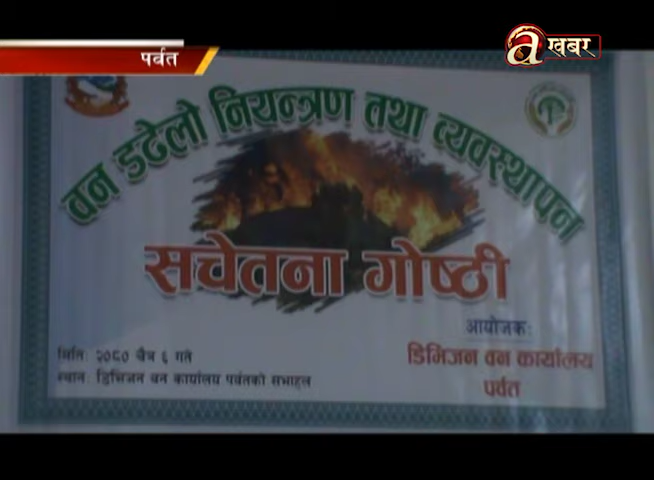 पर्वत
खबर
वन डढेलो नियन्त्रण तथा व्यवस्थापन
सचेतना गोष्ठी
आयोजकः
डिभिजन वन कार्यालय
पर्वत
मितिः २०८० चैत्र ६ गते
स्थानः डिभिजन वन कार्यालय पर्वतको सभाहल